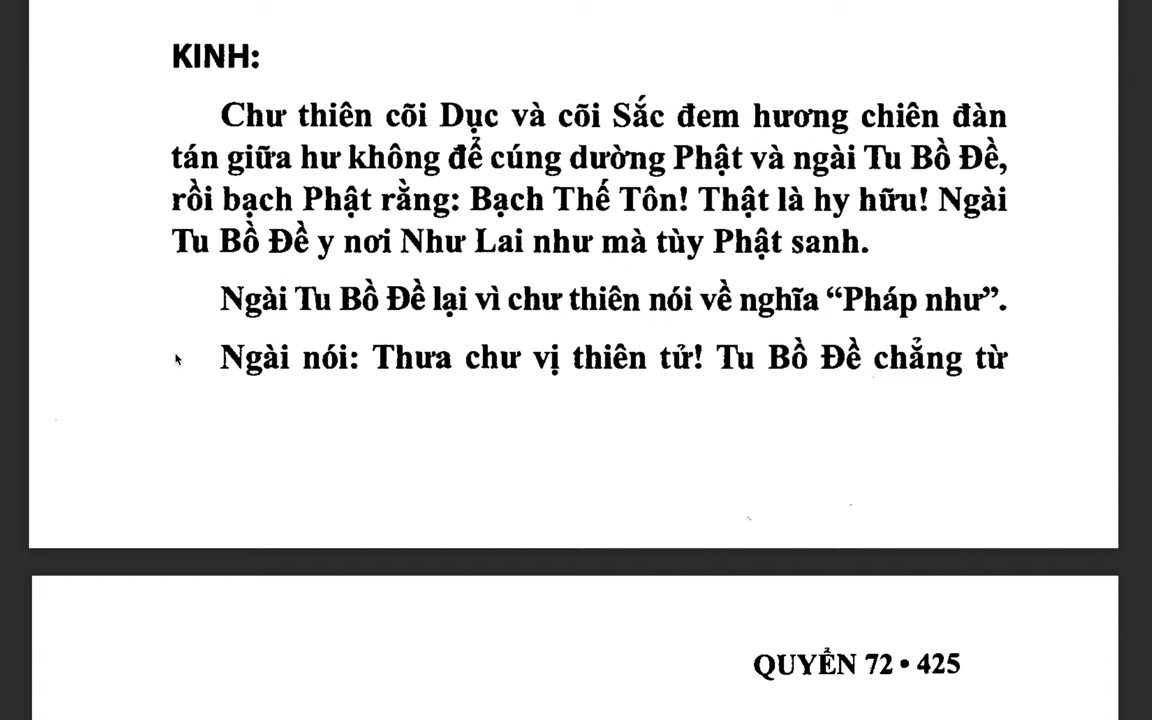 KINH:
Chư thiên cõi Dục và cõi Sắc đem hương chiên đàn
tán giữa hư không để cúng dường Phật và ngài Tu Bồ Đề,
rồi bạch Phật rằng: Bạch Thế Tôn! Thật là hy hữu! Ngài
Tu Bồ Đề y nơi Như Lai như mà tùy Phật sanh.
Ngài Tu Bồ Đề lại vì chư thiên nói về nghĩa “Pháp như”.
Ngài nói: Thưa chư vị thiên tử! Tu Bồ Đề chẳng từ
QUYỂN 72 • 425